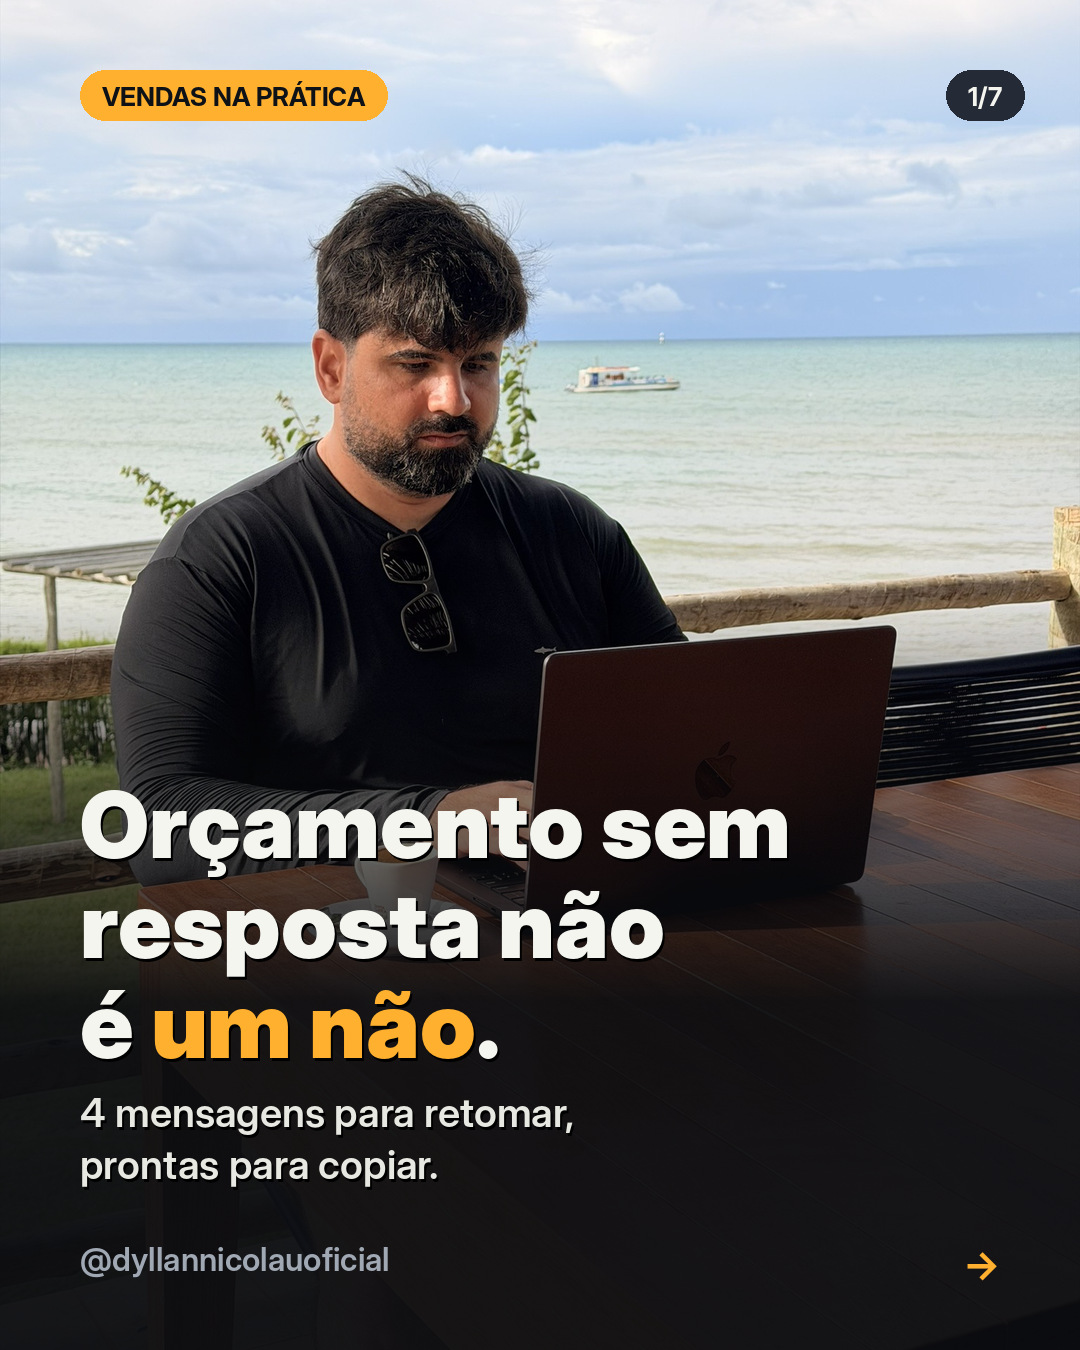 VENDAS NA PRÁTICA
1/7
Orçamento sem
resposta não
é um não.
4 mensagens para retomar,
prontas para copiar.
@dyllannicolauoficial
→